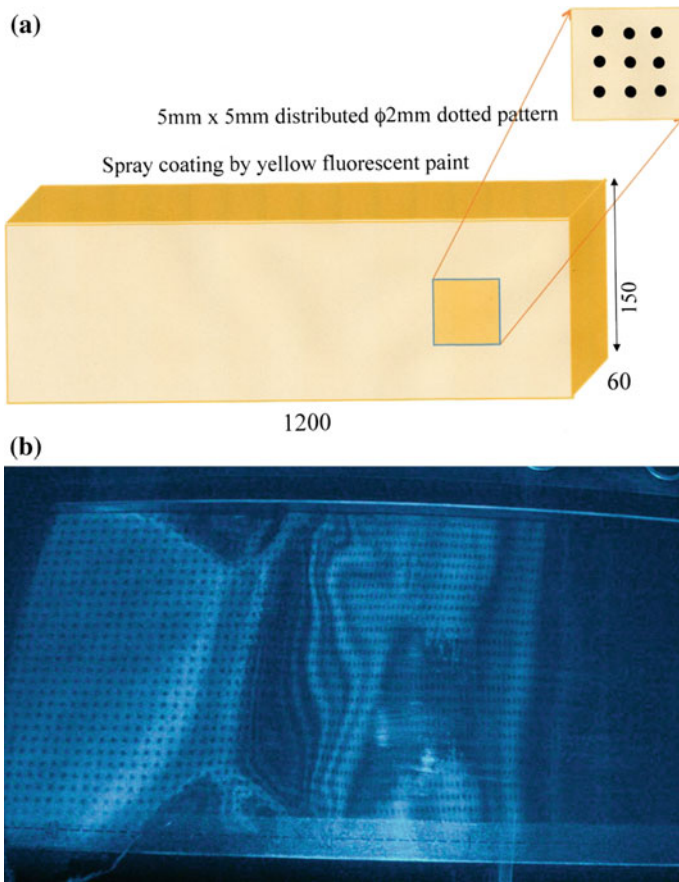 (a)
5mm x 5mm distributed ϕ2mm dotted pattern
Spray coating by yellow fluorescent paint
150
60
1200
(b)